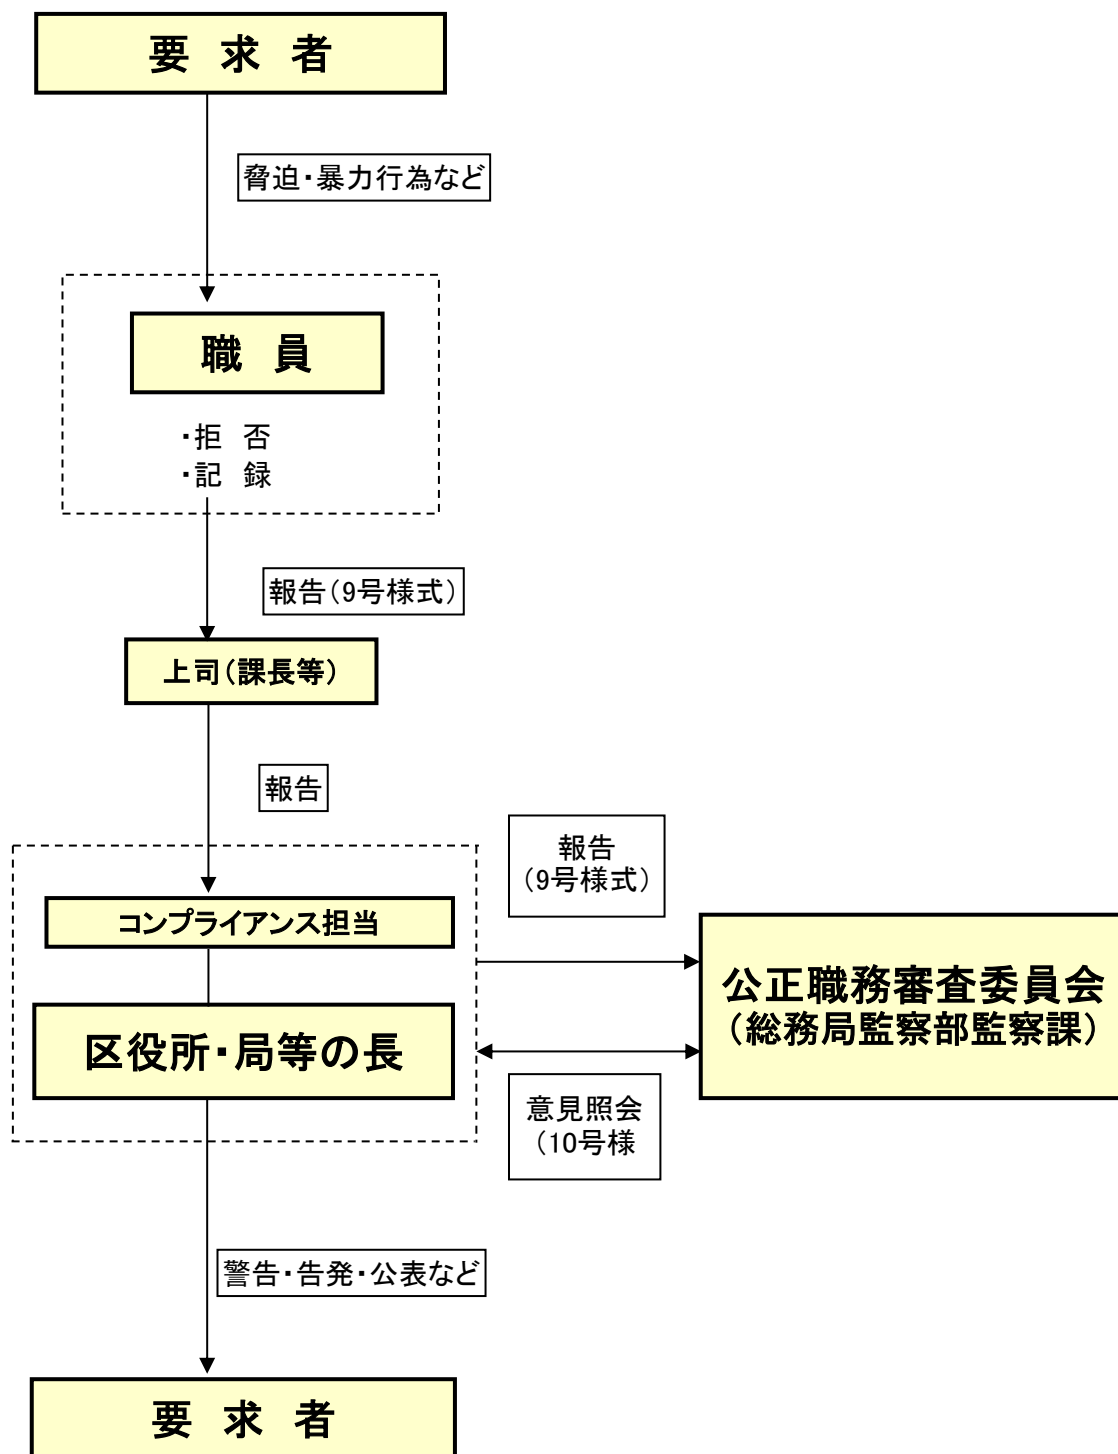 要 求 者
脅迫・暴力行為など
職 員
・拒 否
・記 録
報告（9号様式）
上司（課長等）
報告
報告
（9号様式）
コンプライアンス担当
公正職務審査委員会
（総務局監察部監察課）
区役所・局等の長
意見照会
（10号様
警告・告発・公表など
要 求 者